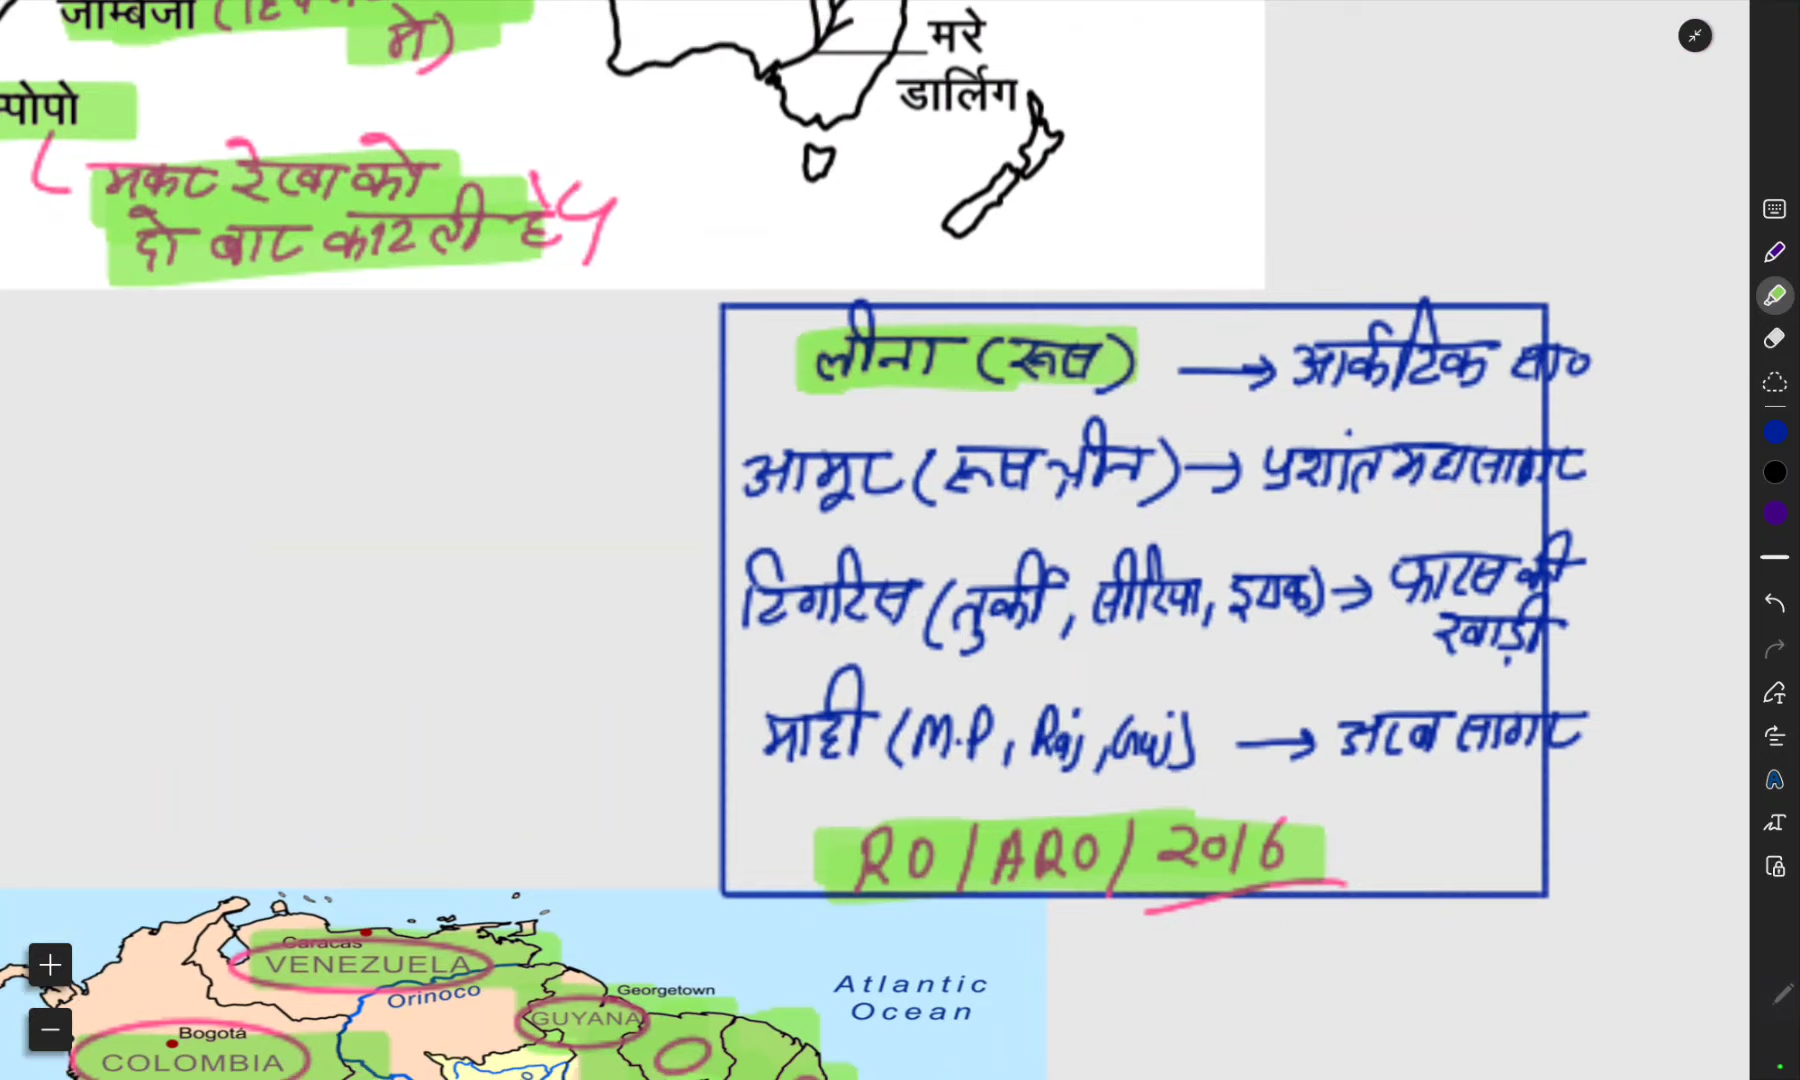 जाम्बेजी (हिन्द
में)
म्पोपो
मकर रेखा को
दो बार काटती है
मरे
डार्लिंग
लीना (रूस) → आर्कटिक सा०
आमूर (रूस, चीन) → प्रशांत महासागर
टिगरिस (तुर्की, सीरिया, इराक) → फारस की
खाड़ी
माही (M.P, Raj, Guj) → अरब सागर
RO/ARO/2016
Caracas
VENEZUELA
Orinoco
Georgetown
GUYANA
Atlantic
Ocean
Bogotá
COLOMBIA